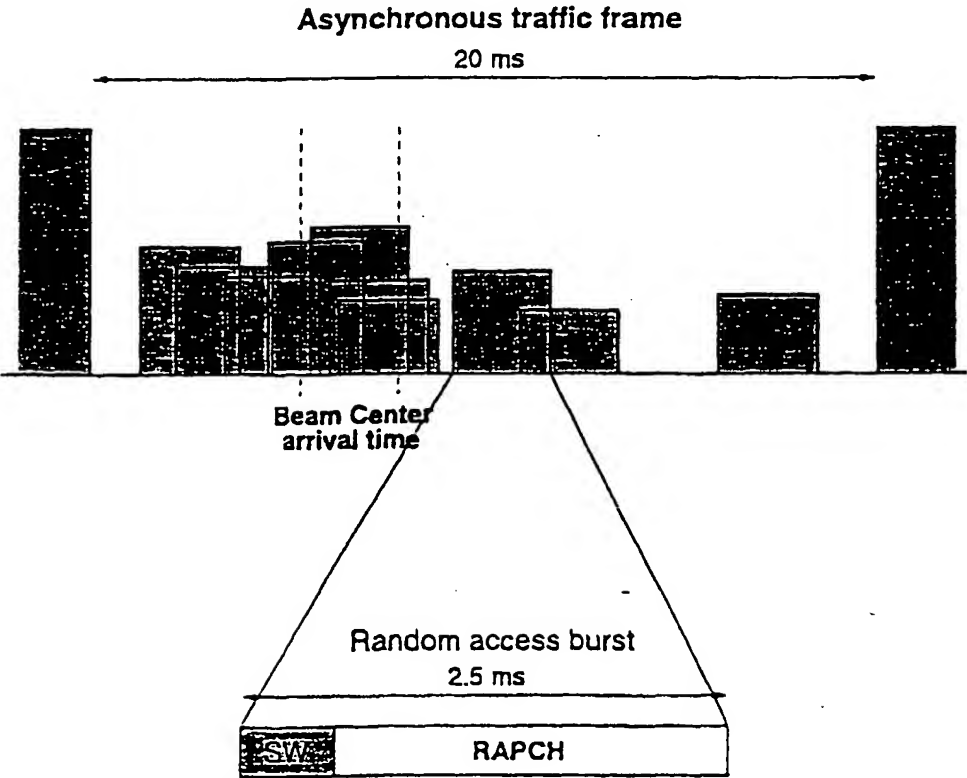 Asynchronous traffic frame
20 ms
Beam Center
arrival time
Random access burst
2.5 ms
SW RAPCH